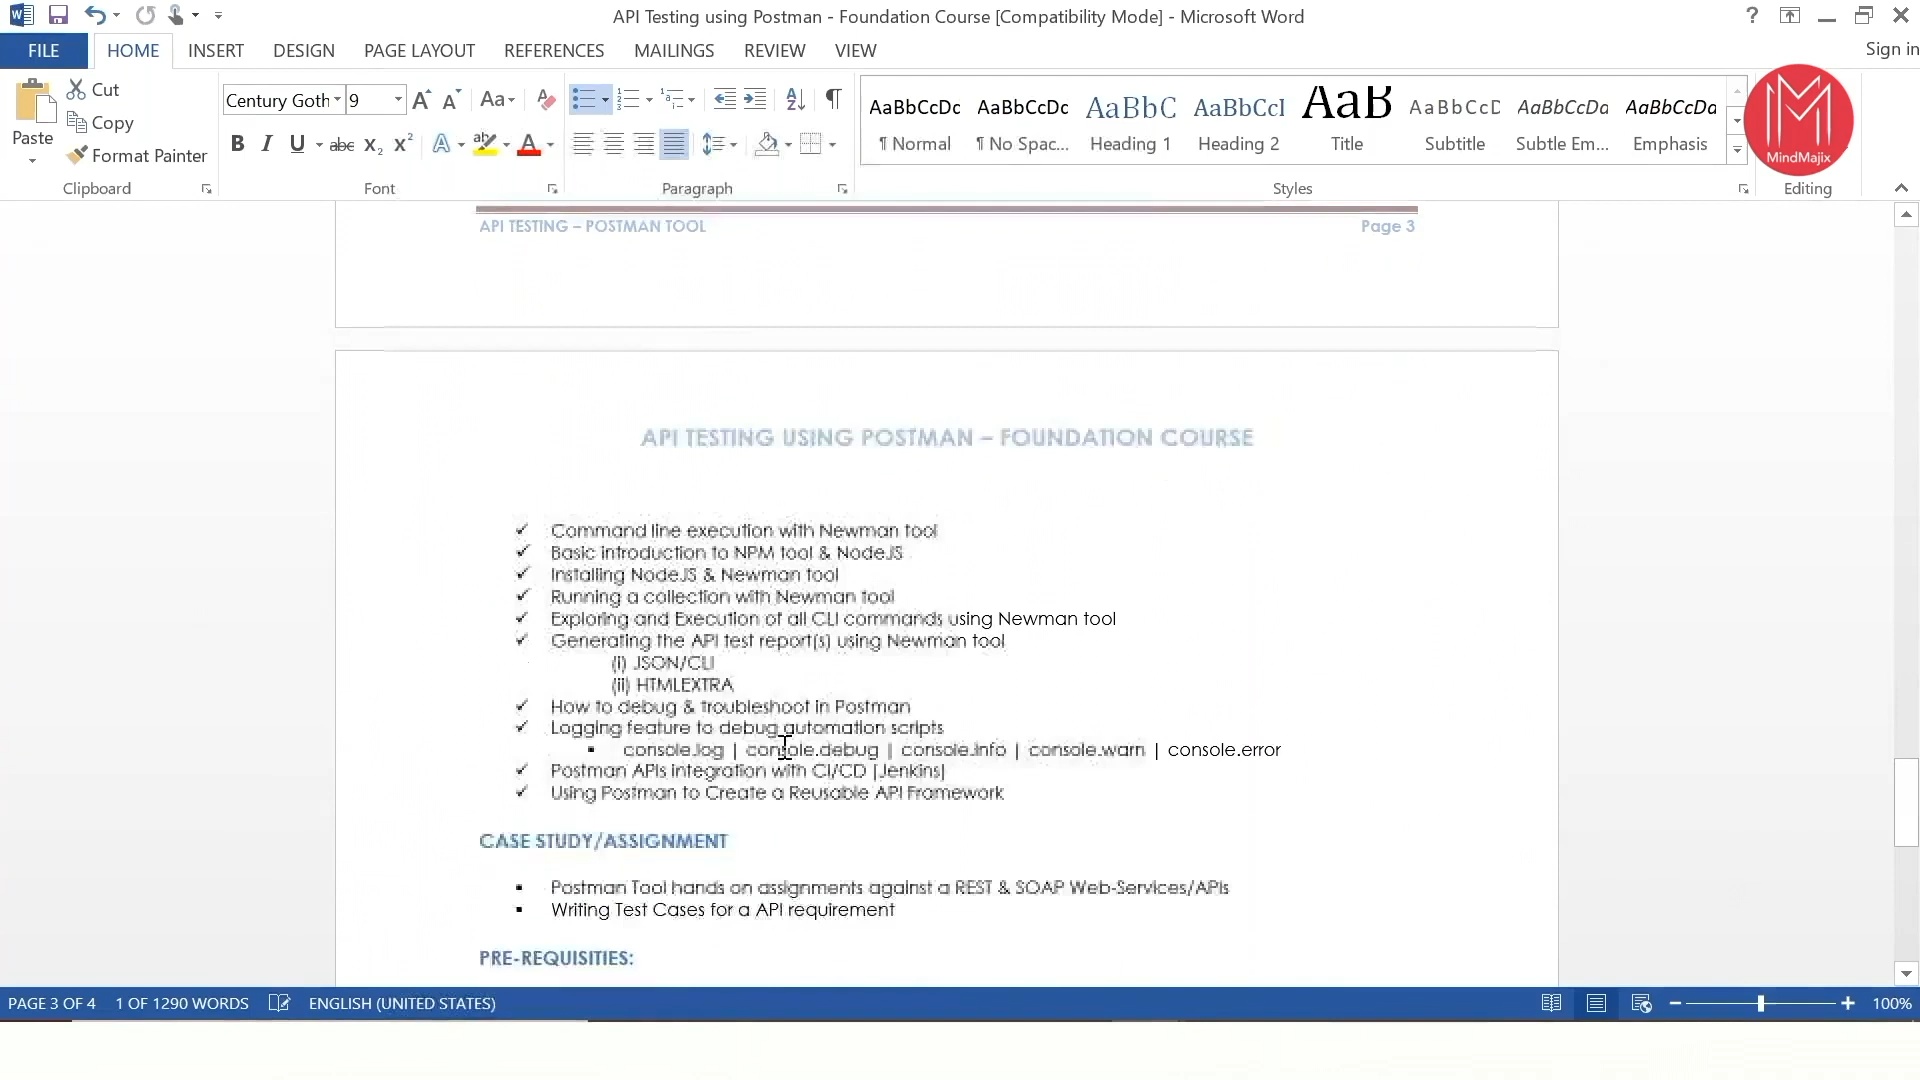 API Testing using Postman - Foundation Course [Compatibility Mode] - Microsoft Word
?
FILE HOME INSERT DESIGN PAGE LAYOUT REFERENCES MAILINGS REVIEW VIEW
Sign in
Paste
Cut
Copy
Format Painter
Clipboard
Century Goth 9
Aa
B I U abc X₂ X²
Font
Paragraph
AaBbCcDc AaBbCcDc AaBbC AaBbCcI AaB AaBbCcD AaBbCcDa AaBbCcDa
¶ Normal ¶ No Spac... Heading 1 Heading 2 Title Subtitle Subtle Em... Emphasis
Styles
MindMajix
Editing
API TESTING – POSTMAN TOOL Page 3
API TESTING USING POSTMAN – FOUNDATION COURSE
✓ Command line execution with Newman tool
✓ Basic introduction to NPM tool & NodeJS
✓ Installing NodeJS & Newman tool
✓ Running a collection with Newman tool
✓ Exploring and Execution of all CLI commands using Newman tool
✓ Generating the API test report(s) using Newman tool
(i) JSON/CLI
(ii) HTMLEXTRA
✓ How to debug & troubleshoot in Postman
✓ Logging feature to debug automation scripts
▪ console.log | console.debug | console.info | console.warn | console.error
✓ Postman APIs integration with CI/CD [Jenkins]
✓ Using Postman to Create a Reusable API Framework
CASE STUDY/ASSIGNMENT
▪ Postman Tool hands on assignments against a REST & SOAP Web-Services/APIs
▪ Writing Test Cases for a API requirement
PRE-REQUISITIES:
PAGE 3 OF 4 1 OF 1290 WORDS ENGLISH (UNITED STATES) 100%